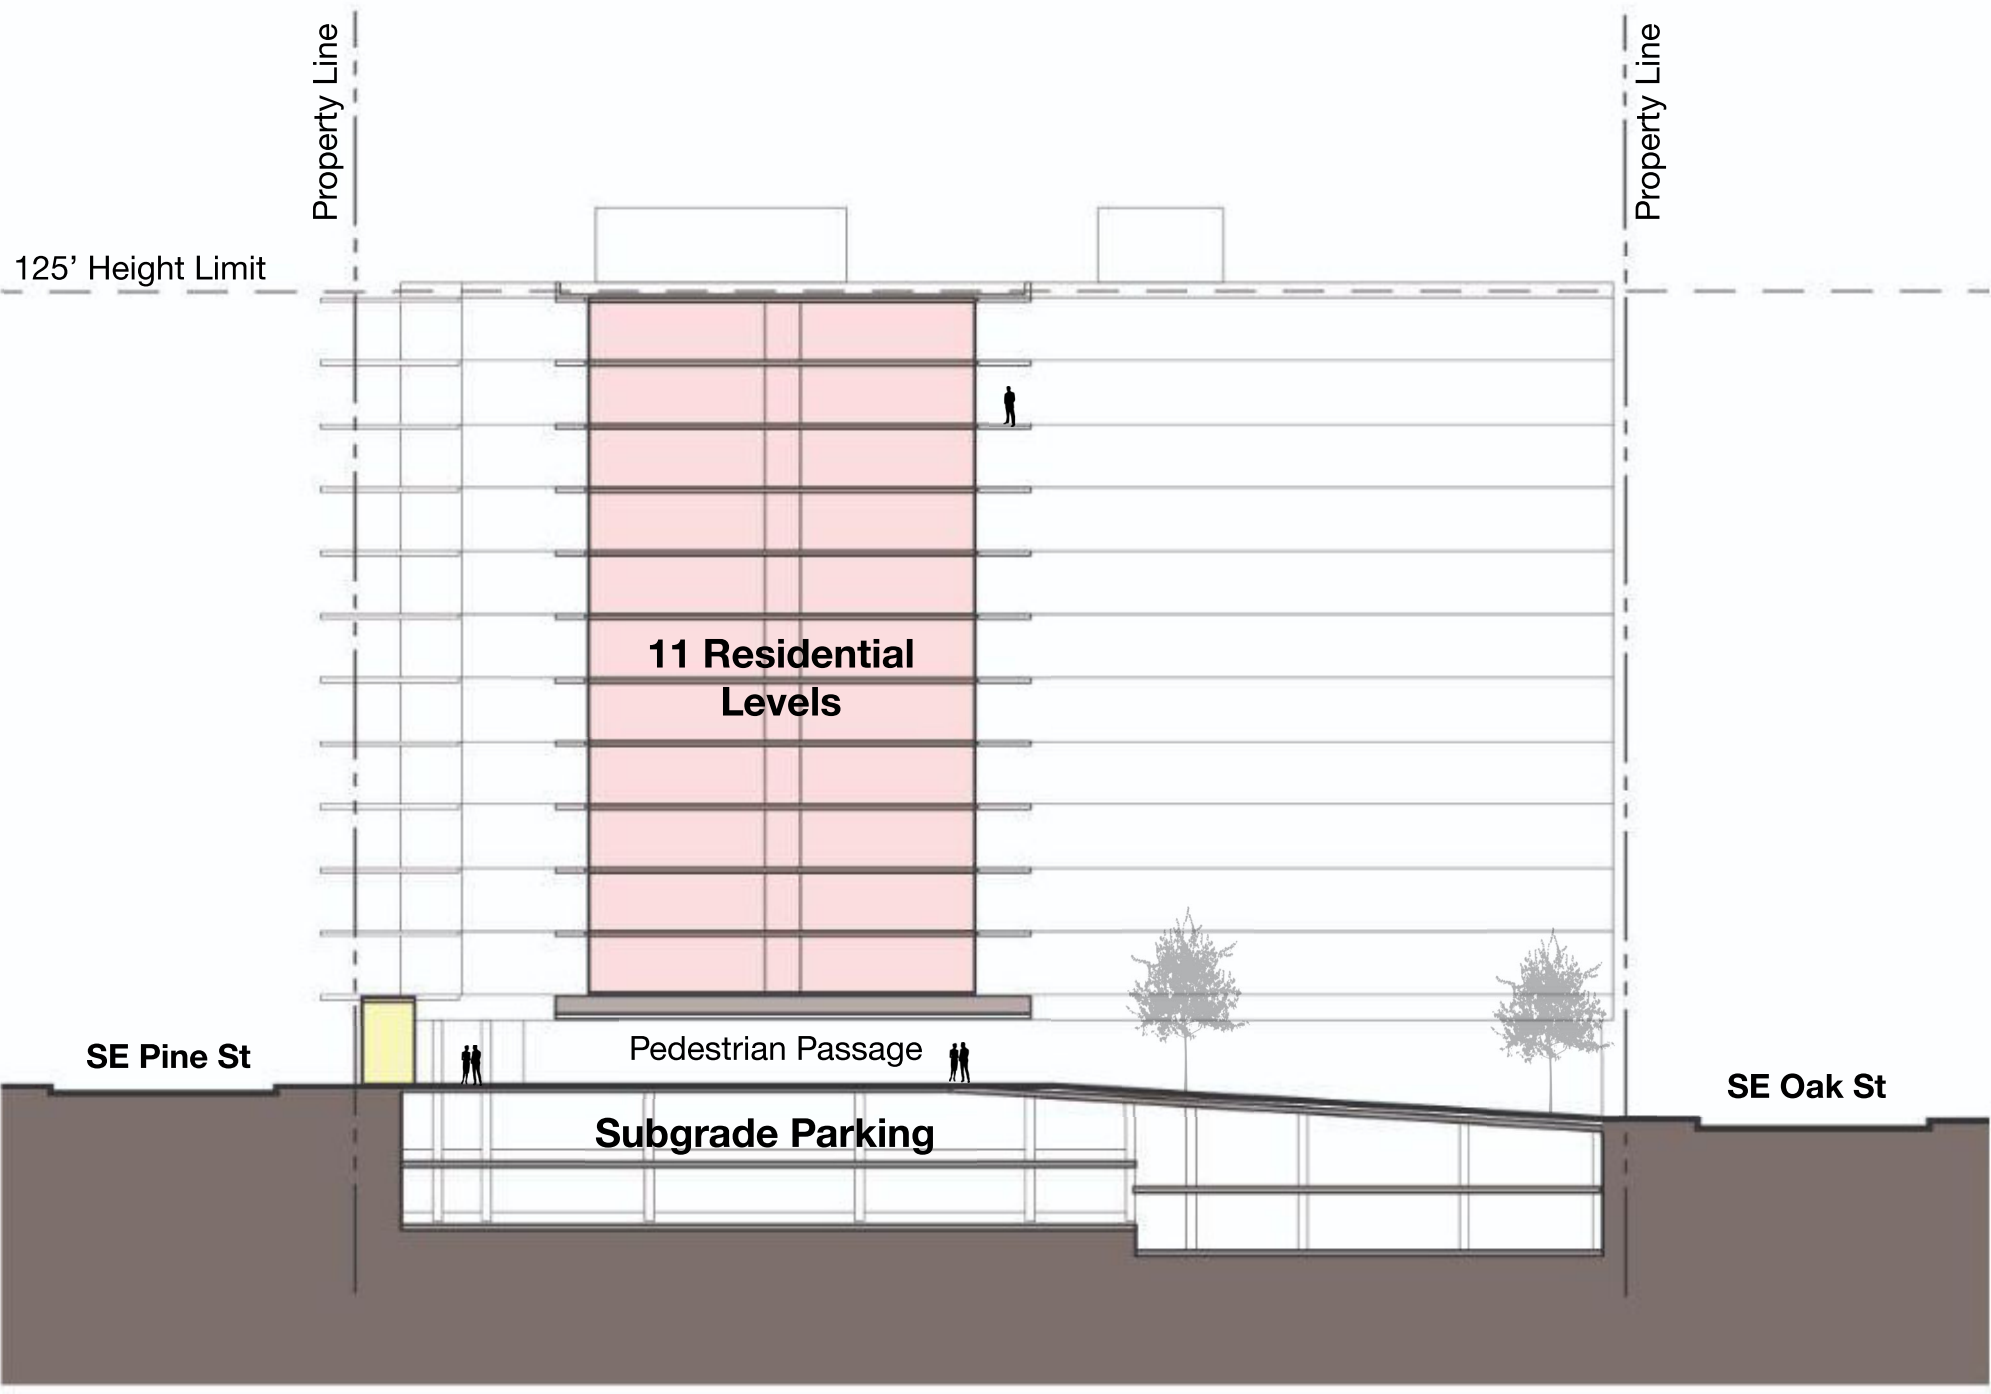 Property Line
Property Line
125’ Height Limit
11 Residential
Levels
SE Pine St
Pedestrian Passage
SE Oak St
Subgrade Parking